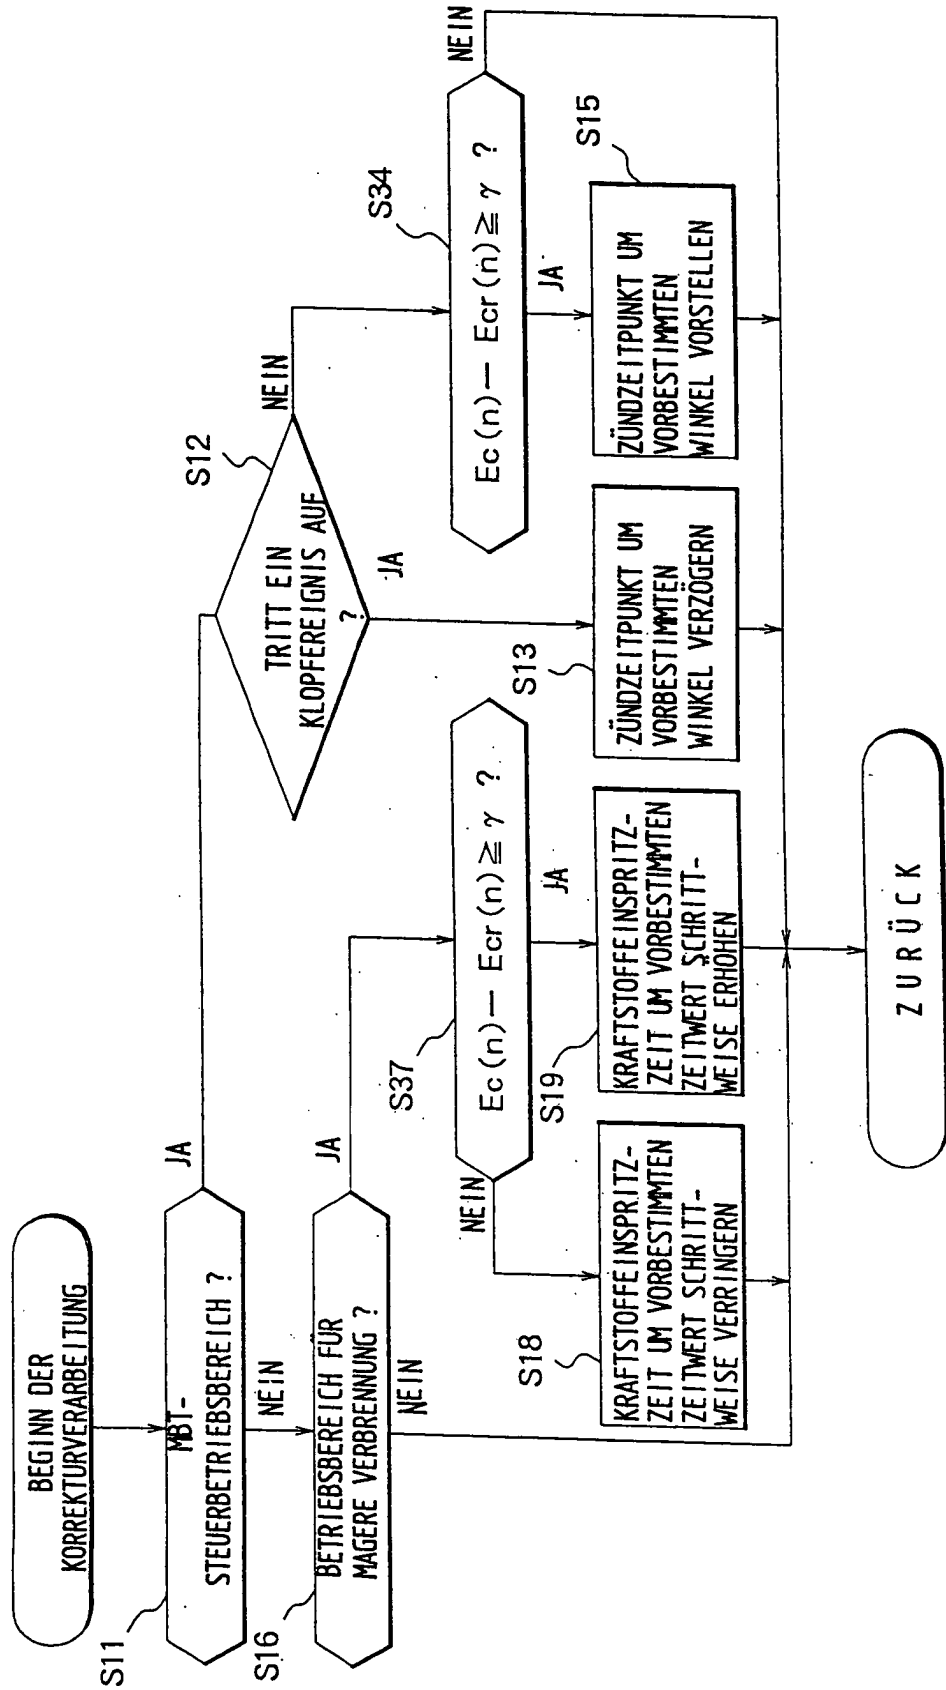 BEGINN DER
KORREKTURVERARBEITUNG
S11
MBT-
STEUERBETRIEBSBEREICH ?
JA
NEIN
S16
BETRIEBSBEREICH FÜR
MAGERE VERBRENNUNG ?
JA
NEIN
S12
TRITT EIN
KLOPFEREIGNIS AUF
?
NEIN
JA
S37
Ec(n)— Ecr(n)≧ γ ?
NEIN
JA
S34
Ec(n)— Ecr(n)≧ γ ?
NEIN
JA
S18
KRAFTSTOFFEINSPRITZ-
ZEIT UM VORBESTIMMTEN
ZEITWERT SCHRITT-
WEISE VERRINGERN
S19
KRAFTSTOFFEINSPRITZ-
ZEIT UM VORBESTIMMTEN
ZEITWERT SCHRITT-
WEISE ERHÖHEN
S13
ZÜNDZEITPUNKT UM
VORBESTIMMTEN
WINKEL VERZÖGERN
S15
ZÜNDZEITPUNKT UM
VORBESTIMMTEN
WINKEL VORSTELLEN
ZURÜCK